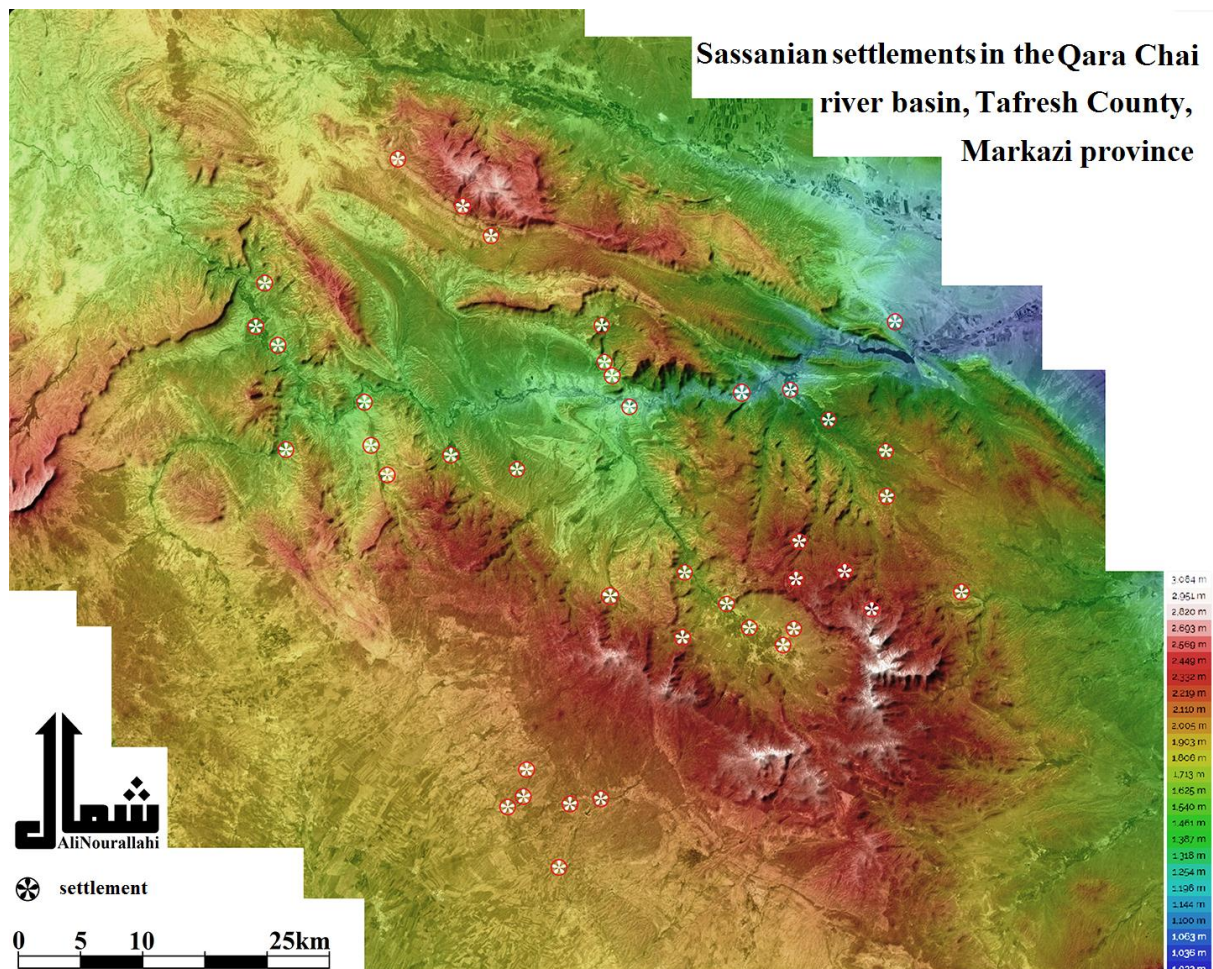 Sassanian settlements in the Qara Chai
river basin, Tafresh County,
Markazi province
3,084 m
2,951 m
2,820 m
2,693 m
2,569 m
2,449 m
2,332 m
2,219 m
2,110 m
2,005 m
1,903 m
1,806 m
1,713 m
1,625 m
1,540 m
1,461 m
1,387 m
1,318 m
1,254 m
1,196 m
1,144 m
1,100 m
1,063 m
1,036 m
شمال
AliNourallahi
settlement
0 5 10 25km